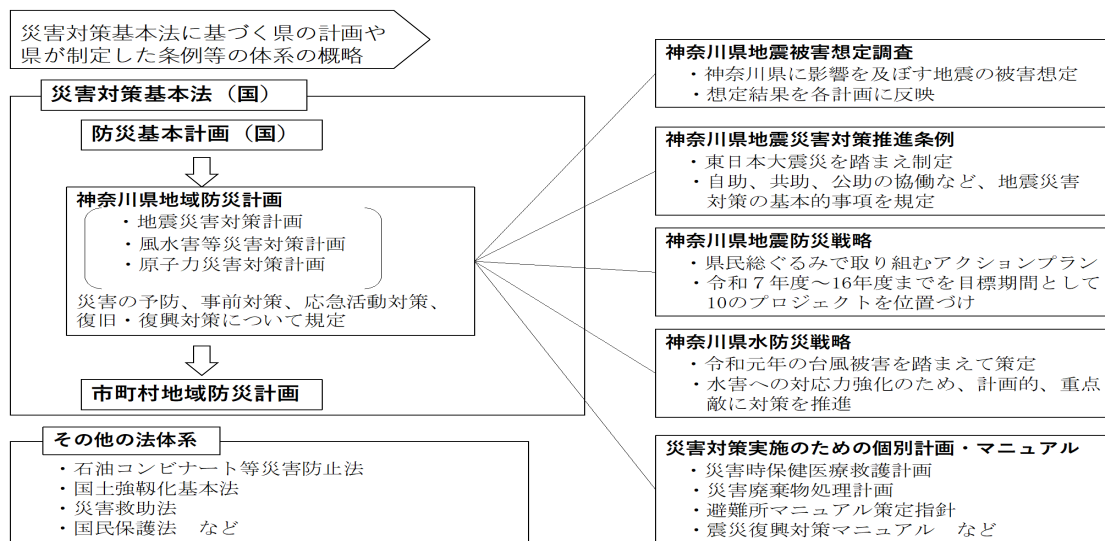 災害対策基本法に基づく県の計画や
県が制定した条例等の体系の概略
災害対策基本法（国）
防災基本計画（国）
神奈川県地域防災計画
・地震災害対策計画
・風水害等災害対策計画
・原子力災害対策計画
災害の予防、事前対策、応急活動対策、
復旧・復興対策について規定
市町村地域防災計画
その他の法体系
・石油コンビナート等災害防止法
・国土強靱化基本法
・災害救助法
・国民保護法　など
神奈川県地震被害想定調査
・神奈川県に影響を及ぼす地震の被害想定
・想定結果を各計画に反映
神奈川県地震災害対策推進条例
・東日本大震災を踏まえ制定
・自助、共助、公助の協働など、地震災害
対策の基本的事項を規定
神奈川県地震防災戦略
・県民総ぐるみで取り組むアクションプラン
・令和７年度～16年度までを目標期間として
10のプロジェクトを位置づけ
神奈川県水防災戦略
・令和元年の台風被害を踏まえて策定
・水害への対応力強化のため、計画的、重点
敵に対策を推進
災害対策実施のための個別計画・マニュアル
・災害時保健医療救護計画
・災害廃棄物処理計画
・避難所マニュアル策定指針
・震災復興対策マニュアル　など